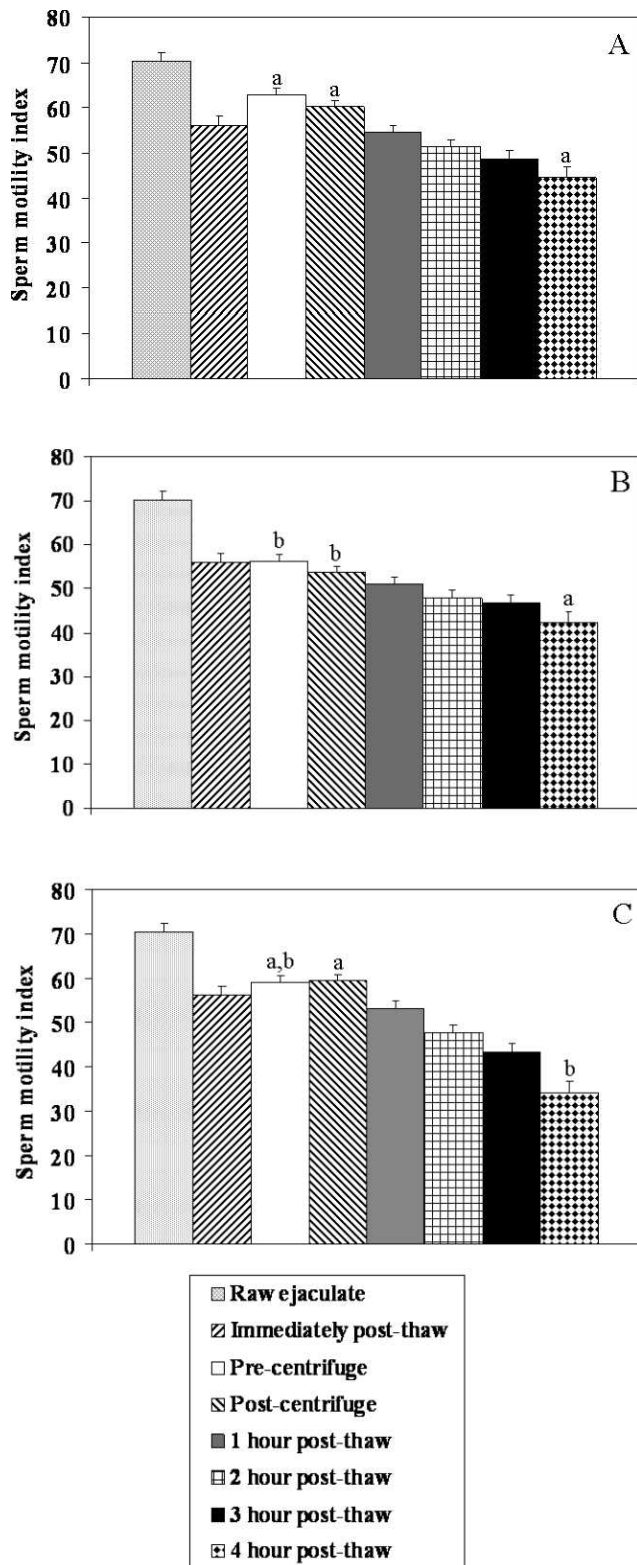 80
A
70
a
a
60
50
a
40
30
20
10
0
Sperm motility index
80
B
70
60
b
b
50
a
40
30
20
10
0
Sperm motility index
80
C
70
a,b
a
60
50
40
b
30
20
10
0
Sperm motility index
Raw ejaculate
Immediately post-thaw
Pre-centrifuge
Post-centrifuge
1 hour post-thaw
2 hour post-thaw
3 hour post-thaw
4 hour post-thaw